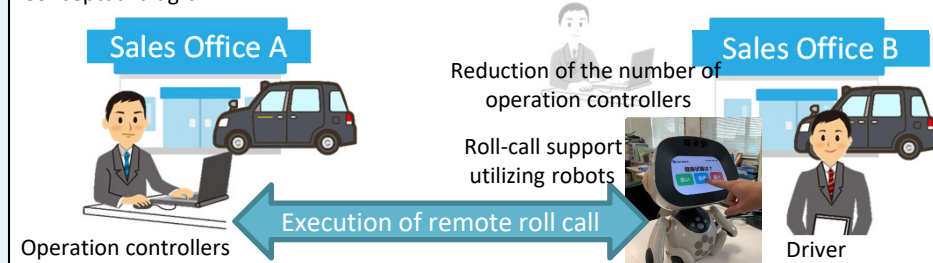 Sales Office A
Sales Office B
Reduction of the number of
operation controllers
Roll-call support
utilizing robots
Execution of remote roll call
Operation controllers
Driver